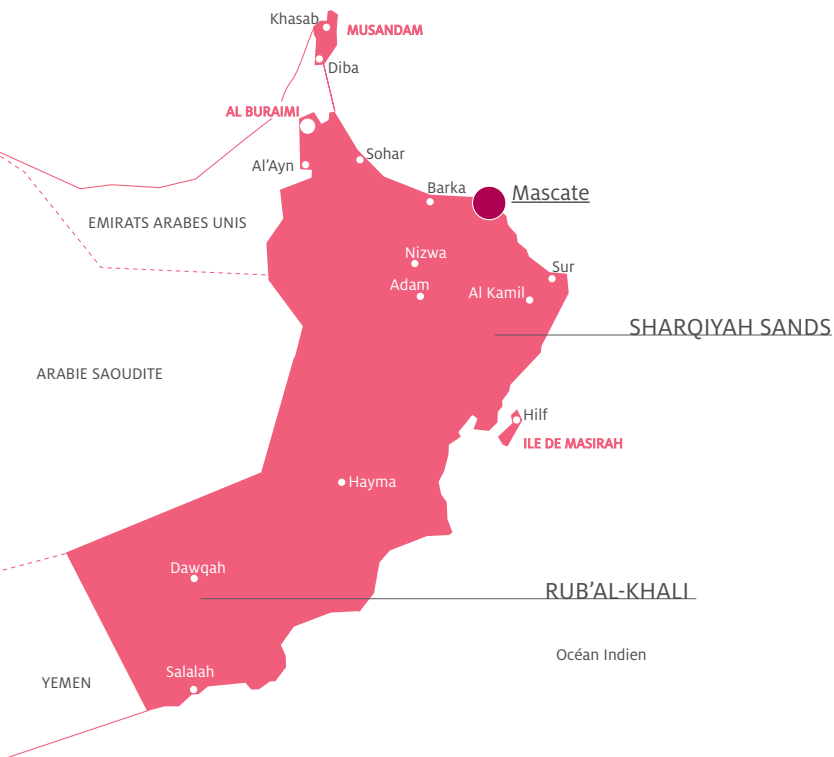 Khasab
MUSANDAM
Diba
AL BURAIMI
Sohar
Al'Ayn
Barka
Mascate
EMIRATS ARABES UNIS
Nizwa
Sur
Adam
Al Kamil
SHARQIYAH SANDS
ARABIE SAOUDITE
Hilf
ILE DE MASIRAH
Hayma
Dawqah
RUB'AL-KHALI
Océan Indien
Salalah
YEMEN